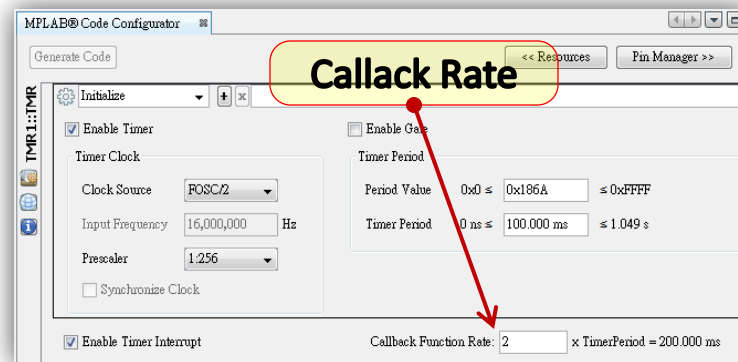 MPLAB® Code Configurator
Generate Code
<< Resources
Pin Manager >>
Callack Rate
TMR1::TMR
Initialize
Enable Timer
Enable Gate
Timer Clock
Timer Period
Clock Source FOSC/2
Period Value 0x0 ≤ 0x186A ≤ 0xFFFF
Input Frequency 16,000,000 Hz
Timer Period 0 ns ≤ 100.000 ms ≤ 1.049 s
Prescaler 1:256
Synchronize Clock
Enable Timer Interrupt
Callback Function Rate: 2 x TimerPeriod = 200.000 ms